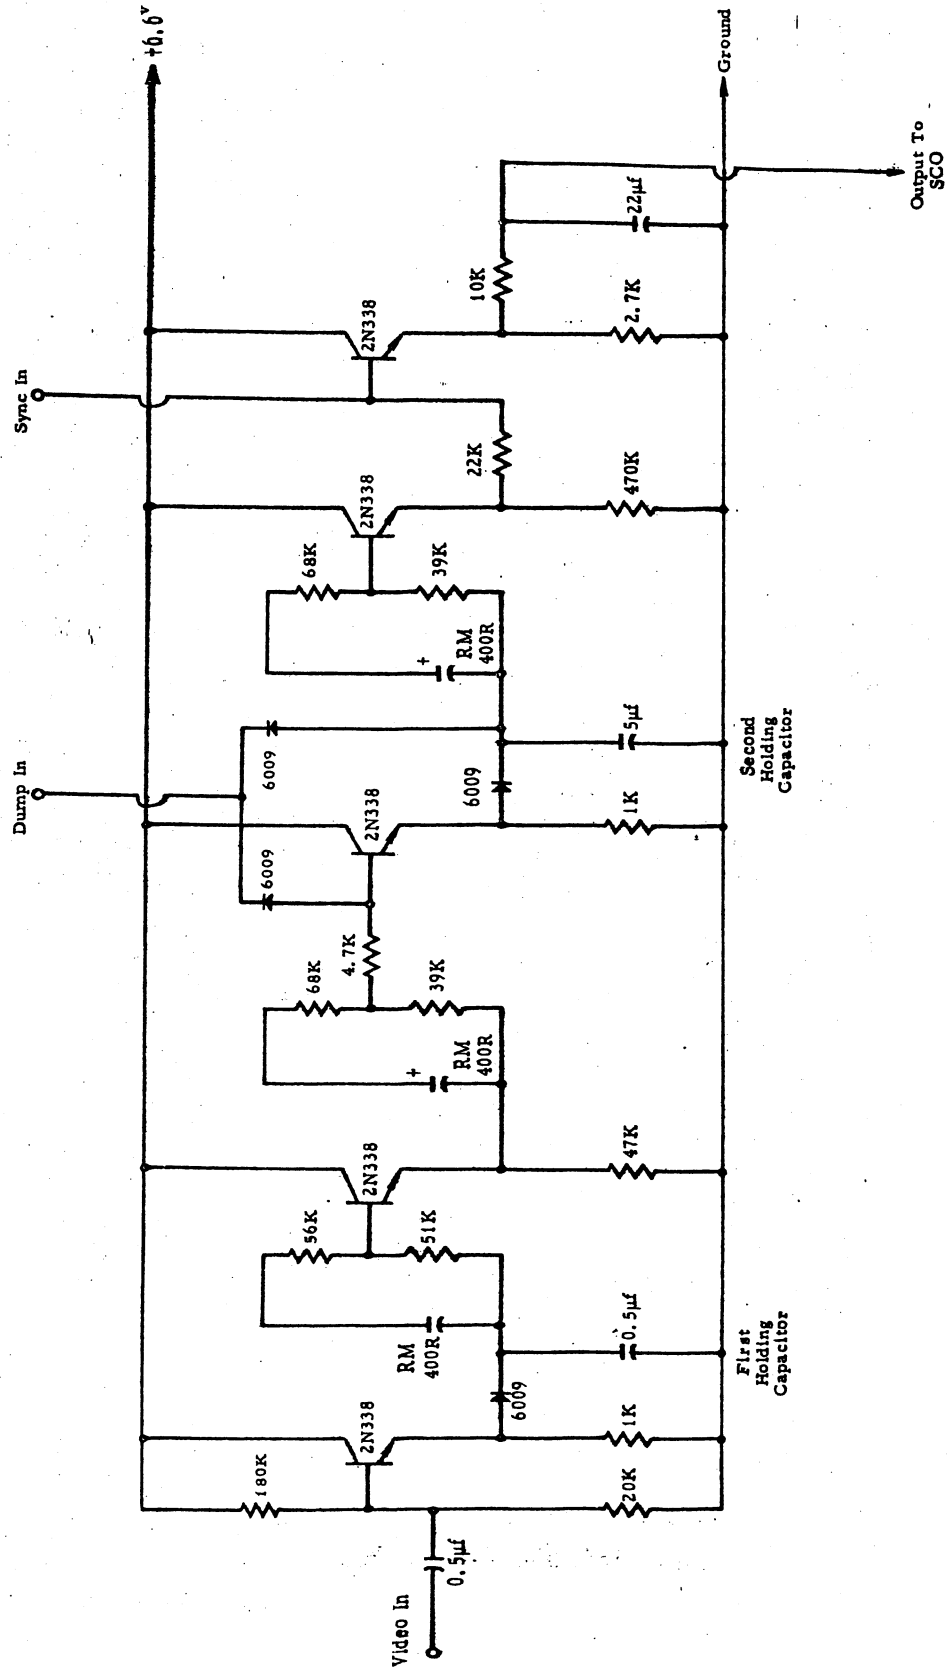 Video In
0.5µf
180K
20K
2N338
1K
6009
First
Holding
Capacitor
0.5µf
RM
400R
56K
51K
2N338
47K
RM
400R
+
68K
39K
4.7K
6009
Dump In
6009
2N338
1K
6009
Second
Holding
Capacitor
5µf
RM
400R
+
68K
39K
2N338
470K
22K
Sync In
2N338
2.7K
10K
22µf
Output To
SCO
+6.6v
Ground